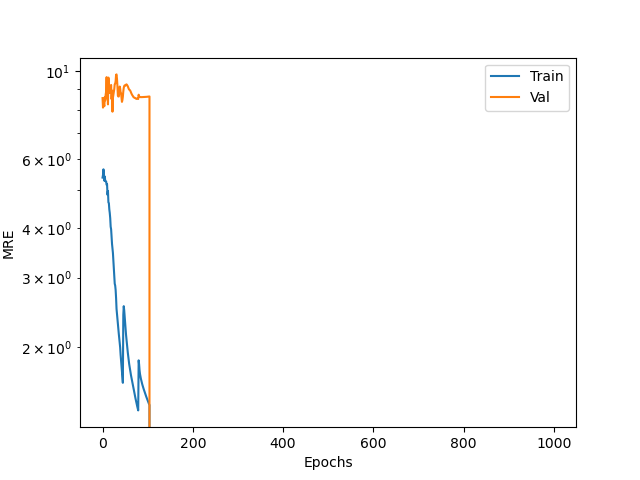 Train
Val
10¹
6 × 10⁰
4 × 10⁰
3 × 10⁰
2 × 10⁰
MRE
0 200 400 600 800 1000
Epochs